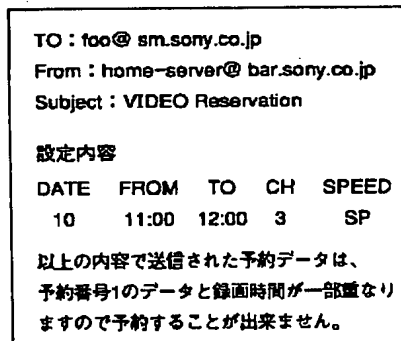 TO：foo@ sm.sony.co.jp
From：home-server@ bar.sony.co.jp
Subject：VIDEO Reservation
設定内容
DATE FROM TO CH SPEED
10 11:00 12:00 3 SP
以上の内容で送信された予約データは、
予約番号1のデータと録画時間が一部重なり
ますので予約することが出来ません。